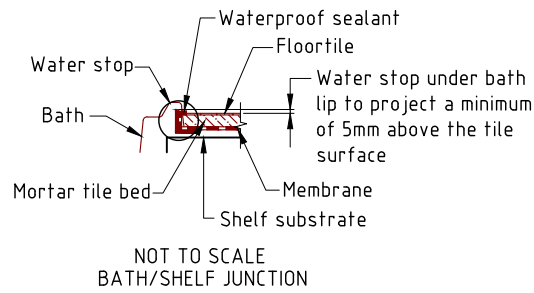 Waterproof sealant
Floortile
Water stop
Water stop under bath
lip to project a minimum
of 5mm above the tile
surface
Bath
Mortar tile bed
Membrane
Shelf substrate
NOT TO SCALE
BATH/SHELF JUNCTION